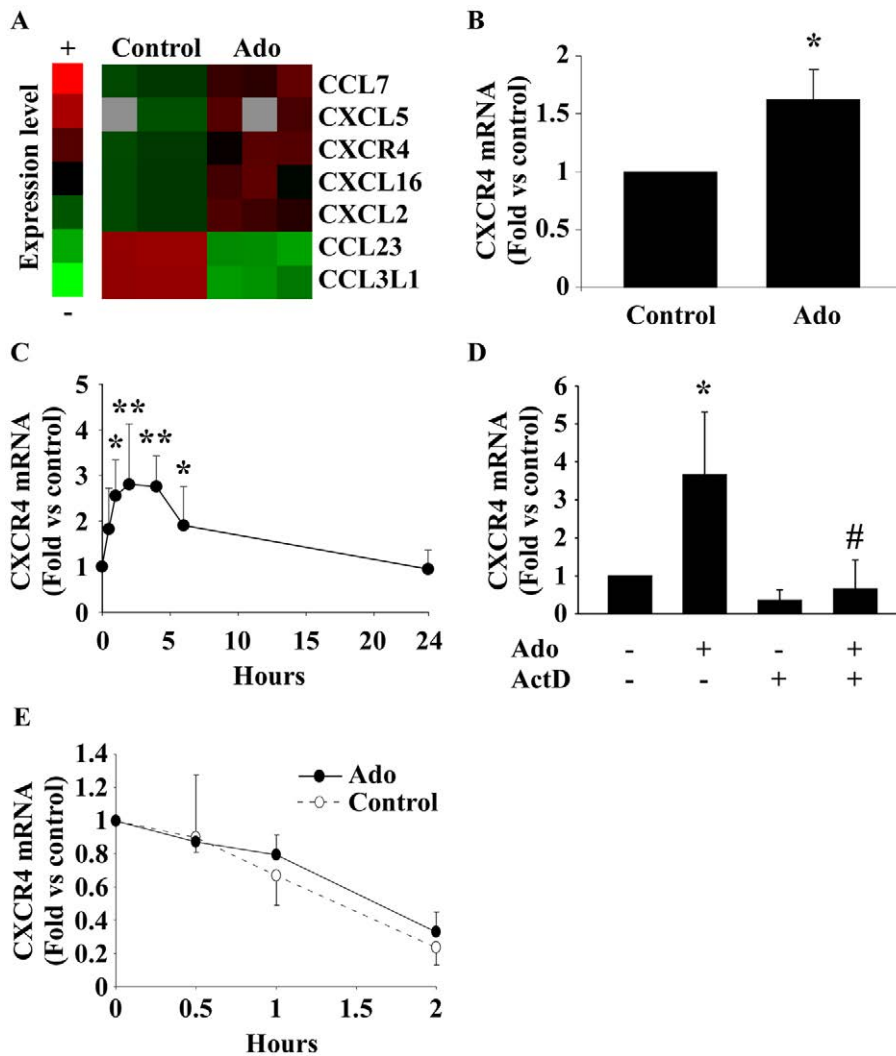 A
+
Control Ado
Expression level
-
CCL7
CXCL5
CXCR4
CXCL16
CXCL2
CCL23
CCL3L1
B
CXCR4 mRNA
(Fold vs control)
2
1.5
1
0.5
0
*
Control Ado
C
CXCR4 mRNA
(Fold vs control)
5
4
3
2
1
0
* ** ** *
0 5 10 15 20 24
Hours
D
CXCR4 mRNA
(Fold vs control)
6
5
4
3
2
1
0
* #
Ado - + - +
ActD - - + +
E
CXCR4 mRNA
(Fold vs control)
1.4
1.2
1
0.8
0.6
0.4
0.2
0
Ado
Control
0 0.5 1 2
Hours